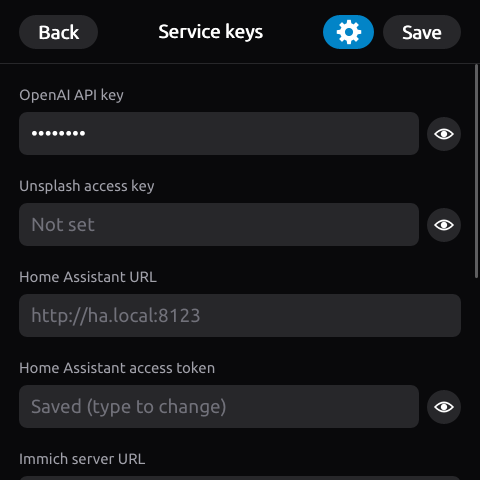 Back
Service keys
Save
OpenAI API key
••••••••
Unsplash access key
Not set
Home Assistant URL
http://ha.local:8123
Home Assistant access token
Saved (type to change)
Immich server URL